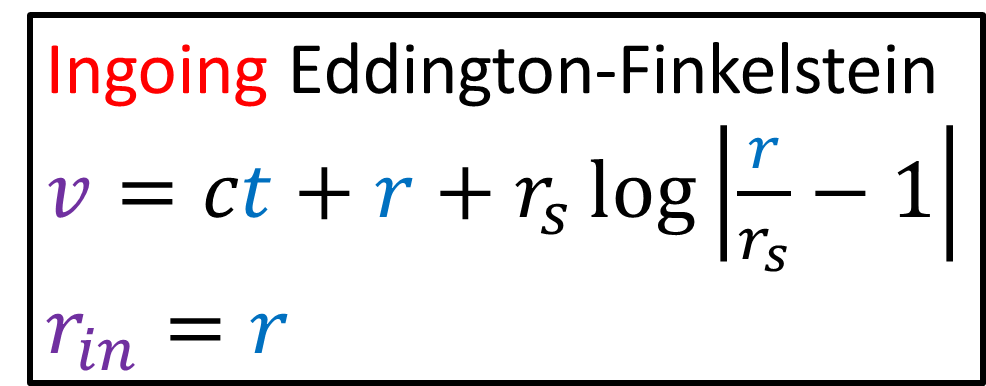 Ingoing Eddington-Finkelstein
v = ct + r + r_s log |r/r_s − 1|
r_in = r